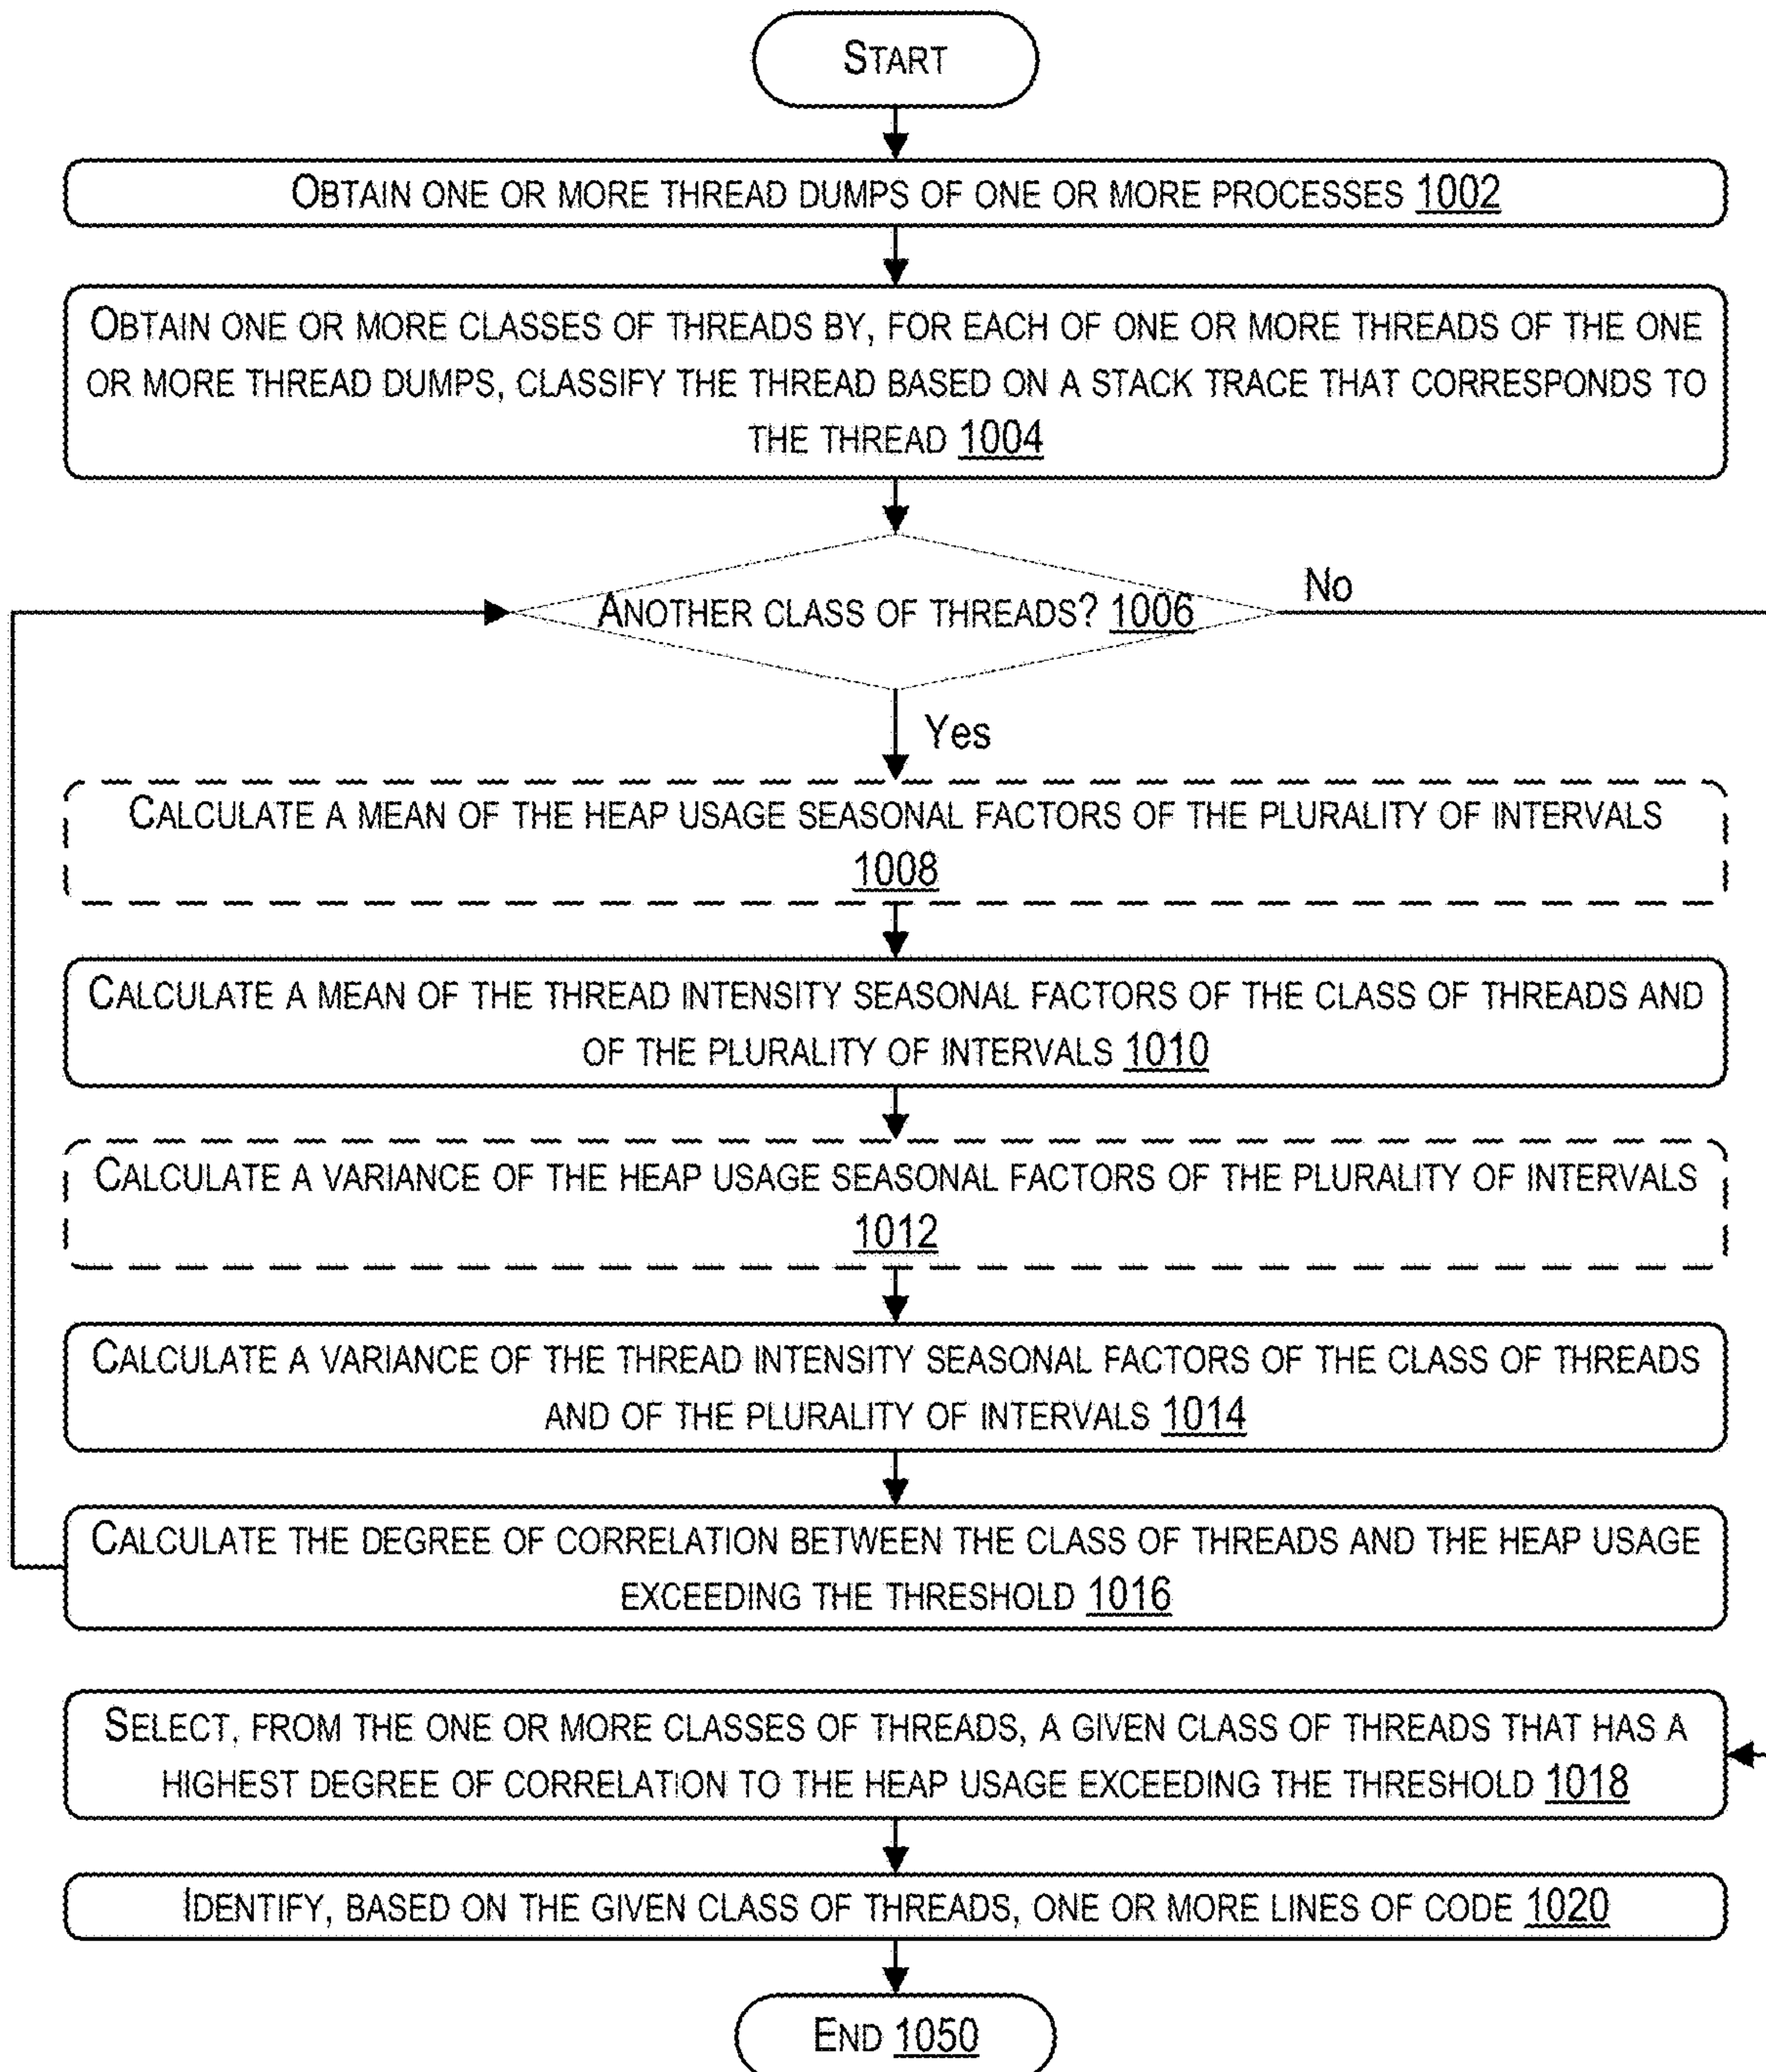 START
OBTAIN ONE OR MORE THREAD DUMPS OF ONE OR MORE PROCESSES 1002
OBTAIN ONE OR MORE CLASSES OF THREADS BY, FOR EACH OF ONE OR MORE THREADS OF THE ONE
OR MORE THREAD DUMPS, CLASSIFY THE THREAD BASED ON A STACK TRACE THAT CORRESPONDS TO
THE THREAD 1004
ANOTHER CLASS OF THREADS? 1006
No
Yes
CALCULATE A MEAN OF THE HEAP USAGE SEASONAL FACTORS OF THE PLURALITY OF INTERVALS
1008
CALCULATE A MEAN OF THE THREAD INTENSITY SEASONAL FACTORS OF THE CLASS OF THREADS AND
OF THE PLURALITY OF INTERVALS 1010
CALCULATE A VARIANCE OF THE HEAP USAGE SEASONAL FACTORS OF THE PLURALITY OF INTERVALS
1012
CALCULATE A VARIANCE OF THE THREAD INTENSITY SEASONAL FACTORS OF THE CLASS OF THREADS
AND OF THE PLURALITY OF INTERVALS 1014
CALCULATE THE DEGREE OF CORRELATION BETWEEN THE CLASS OF THREADS AND THE HEAP USAGE
EXCEEDING THE THRESHOLD 1016
SELECT, FROM THE ONE OR MORE CLASSES OF THREADS, A GIVEN CLASS OF THREADS THAT HAS A
HIGHEST DEGREE OF CORRELATION TO THE HEAP USAGE EXCEEDING THE THRESHOLD 1018
IDENTIFY, BASED ON THE GIVEN CLASS OF THREADS, ONE OR MORE LINES OF CODE 1020
END 1050